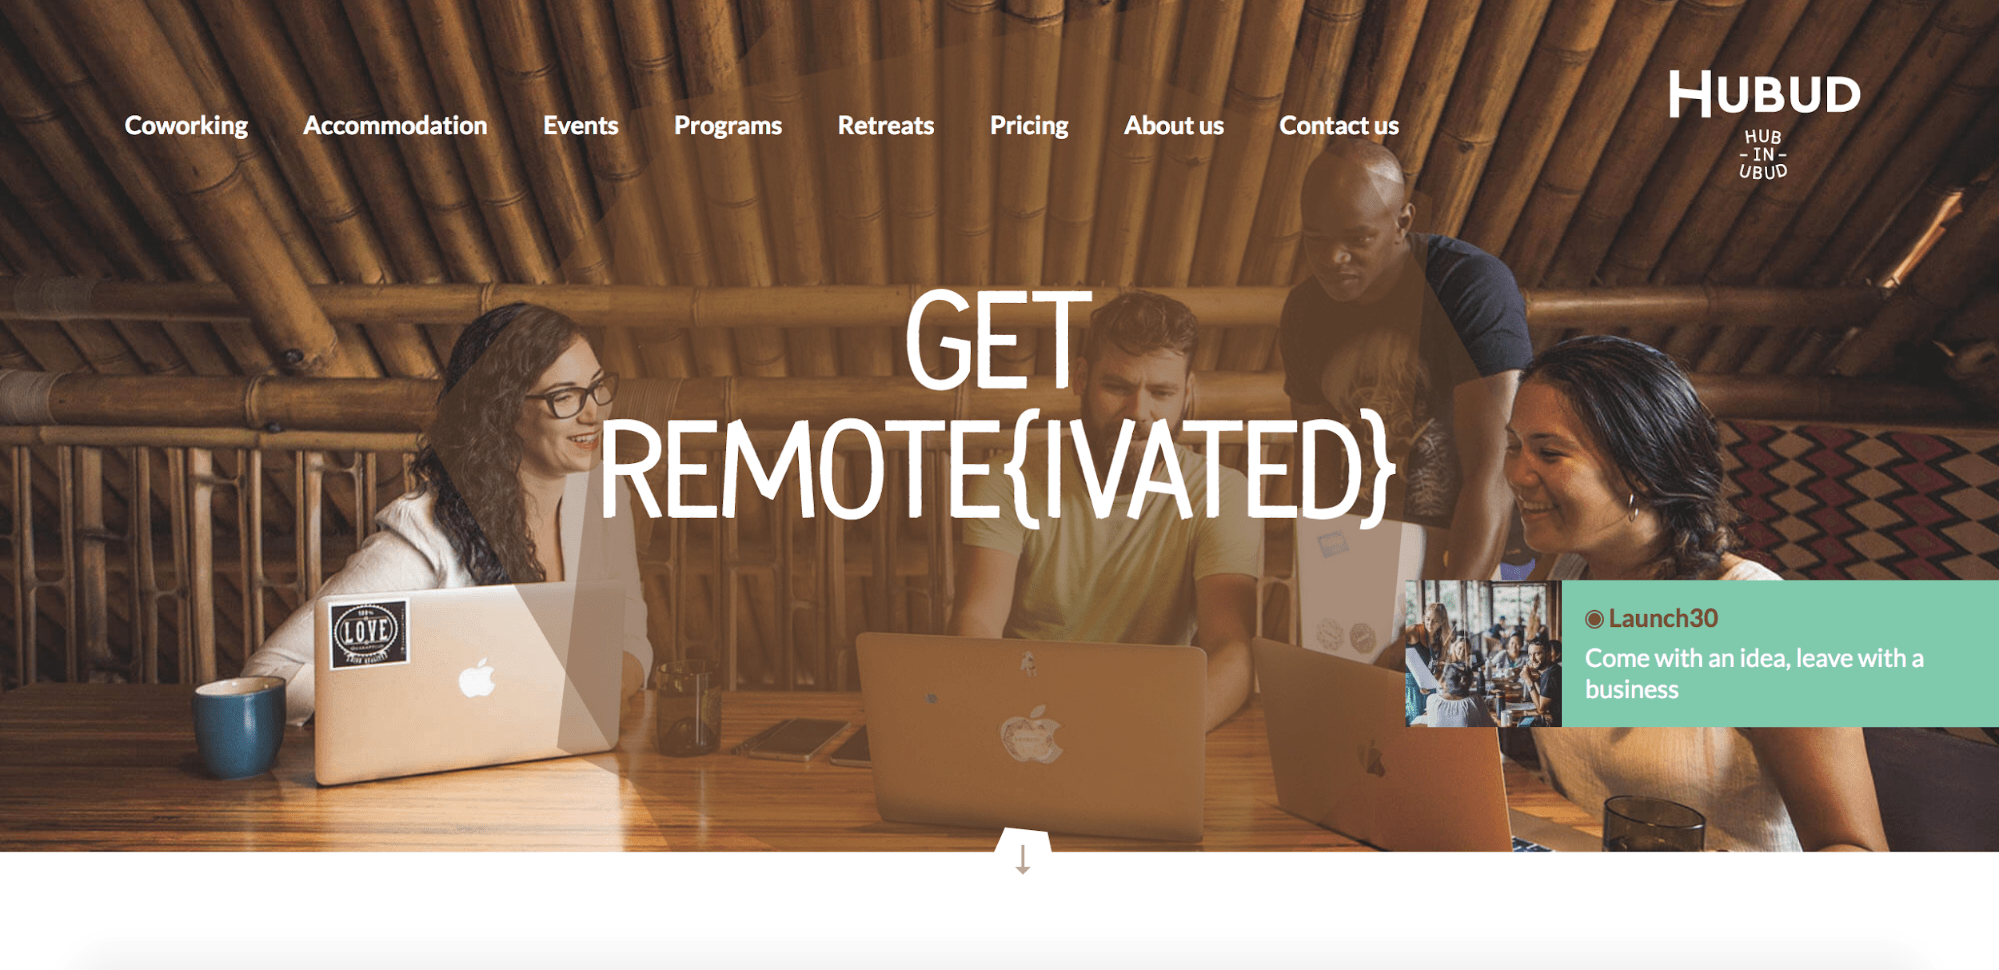 Coworking Accommodation Events Programs Retreats Pricing About us Contact us
HUBUD
HUB
-IN-
UBUD
GET
REMOTE{IVATED}
LOVE
Launch30
Come with an idea, leave with a
business